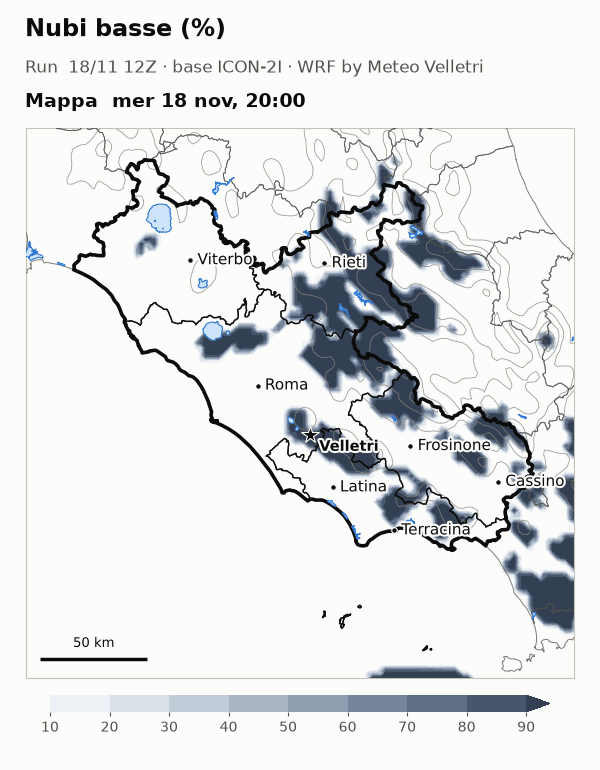 Nubi basse (%)
Run  18/11 12Z · base ICON-2I · WRF by Meteo Velletri
Mappa  mer 18 nov, 20:00
Viterbo
Rieti
Roma
Velletri
Frosinone
Latina
Cassino
Terracina
50 km
10 20 30 40 50 60 70 80 90